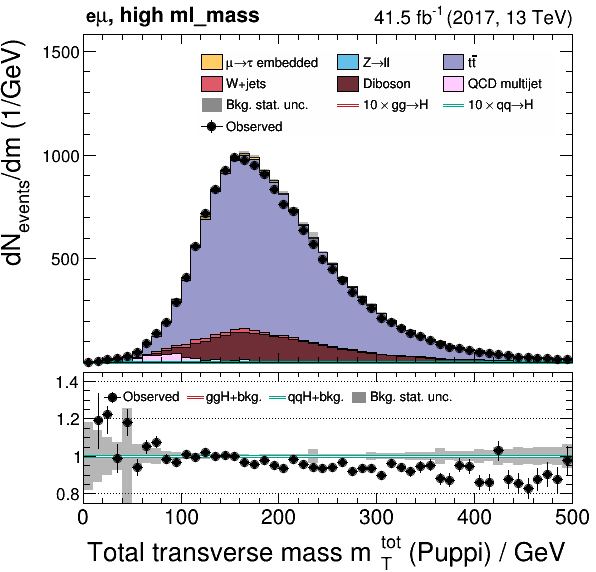 eμ, high ml_mass 41.5 fb⁻¹ (2017, 13 TeV)
μ→τ embedded Z→ll tt̄
W+jets Diboson QCD multijet
Bkg. stat. unc. 10 × gg→H 10 × qq→H
Observed
dN_events/dm (1/GeV)
1500
1000
500
Observed ggH+bkg. qqH+bkg. Bkg. stat. unc.
1.4
1.2
1
0.8
0 100 200 300 400 500
Total transverse mass m_T^tot (Puppi) / GeV